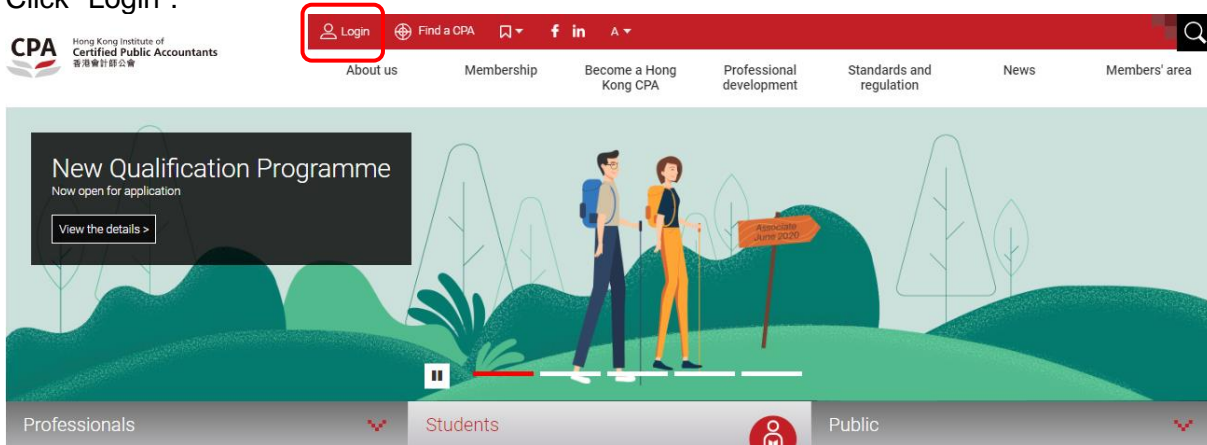 Click "Login".
Login
Find a CPA
f in A
CPA
Hong Kong Institute of
Certified Public Accountants
香港會計師公會
About us
Membership
Become a Hong
Kong CPA
Professional
development
Standards and
regulation
News
Members' area
New Qualification Programme
Now open for application
View the details >
Associate
June 2020
Professionals
Students
Public